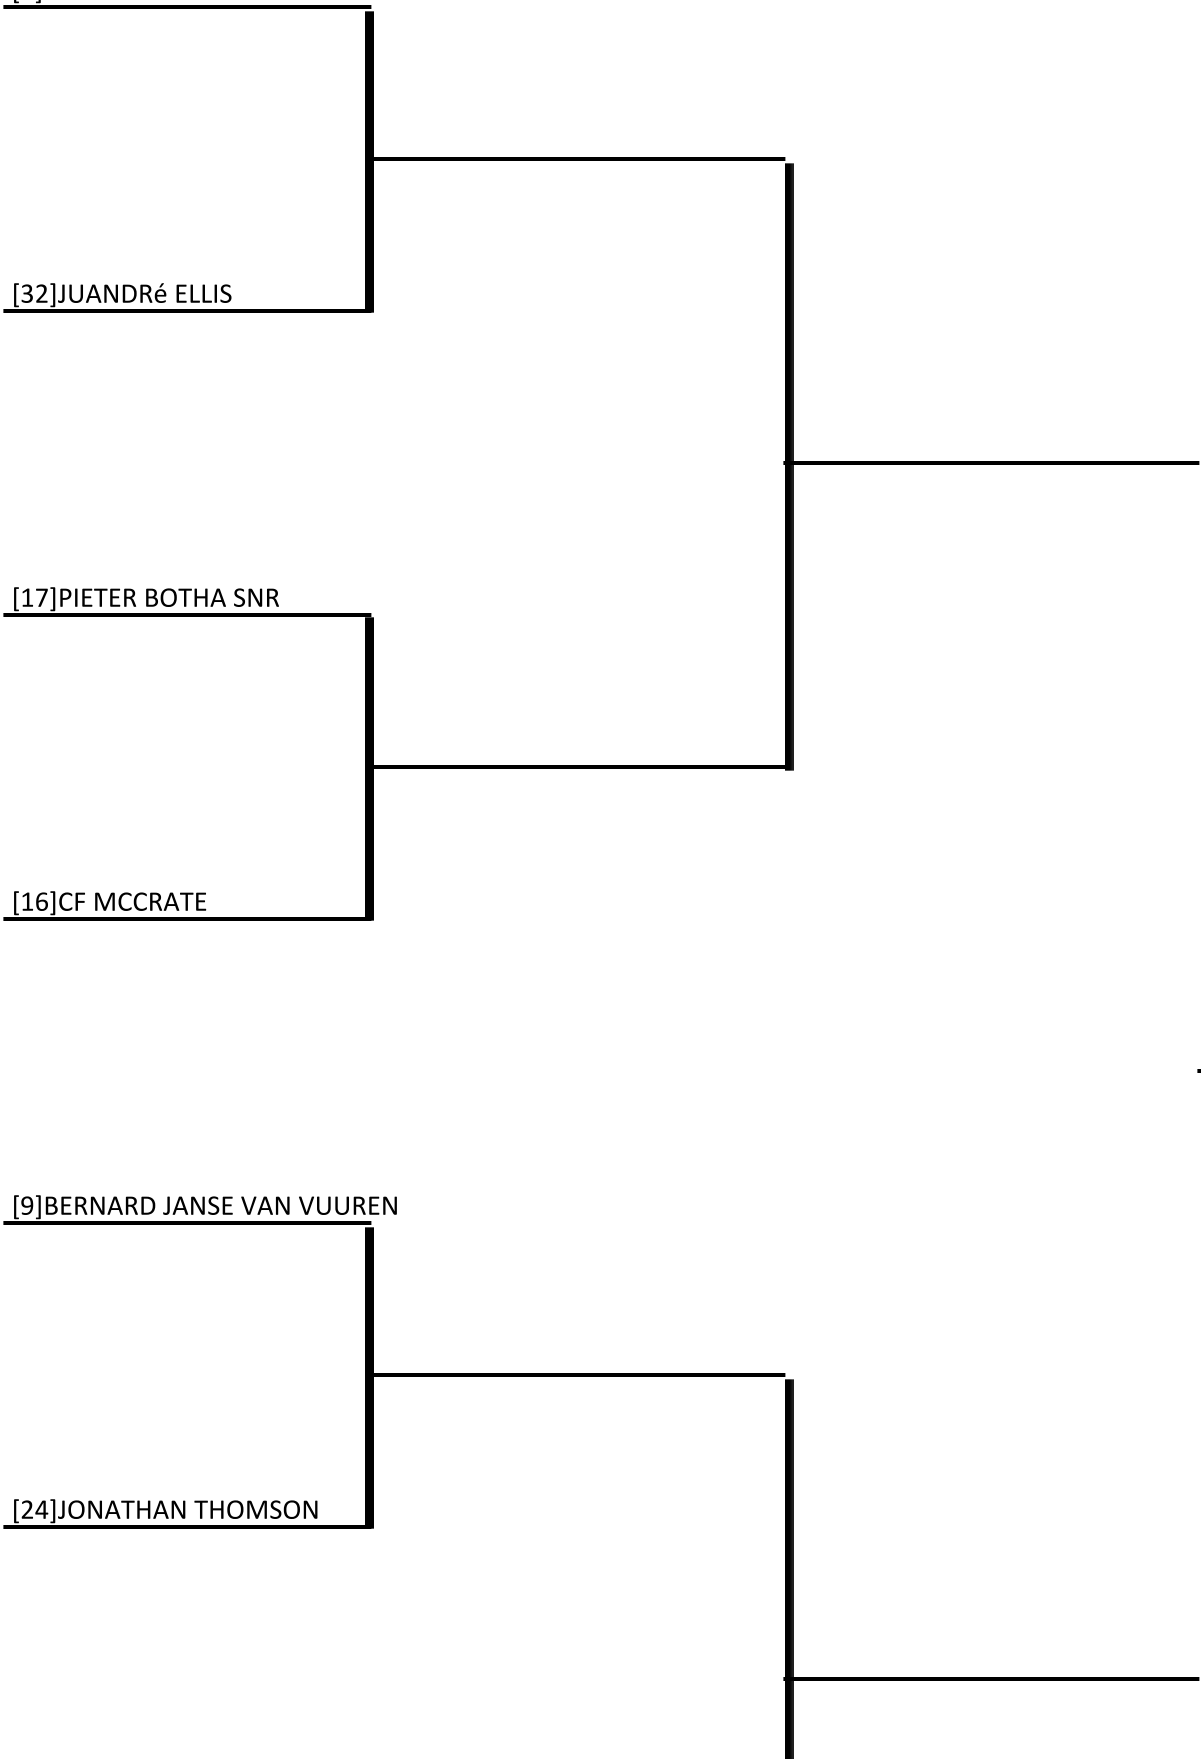 [32]JUANDRé ELLIS
[17]PIETER BOTHA SNR
[16]CF MCCRATE
[9]BERNARD JANSE VAN VUUREN
[24]JONATHAN THOMSON